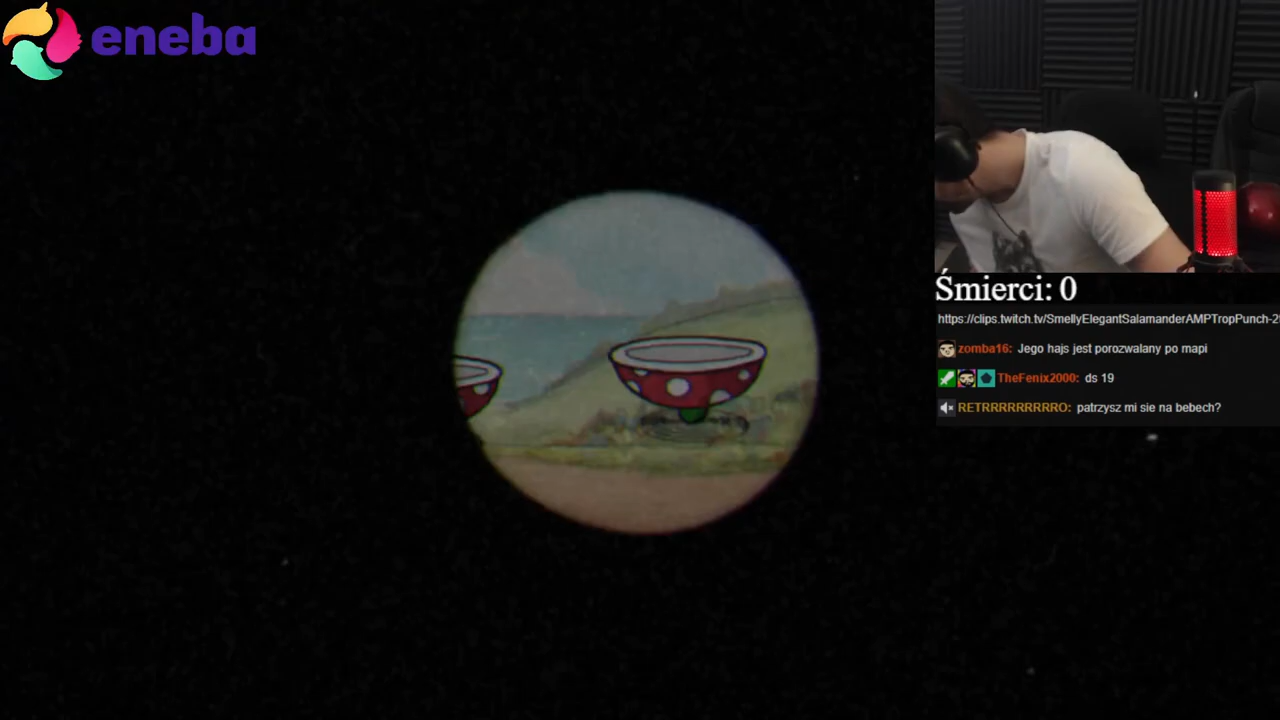 eneba
Śmierci: 0
https://clips.twitch.tv/SmellyElegantSalamanderAMPTropPunch-2
zomba16: Jego hajs jest porozwalany po mapi
TheFenix2000: ds 19
RETRRRRRRRRRO: patrzysz mi sie na bebech?